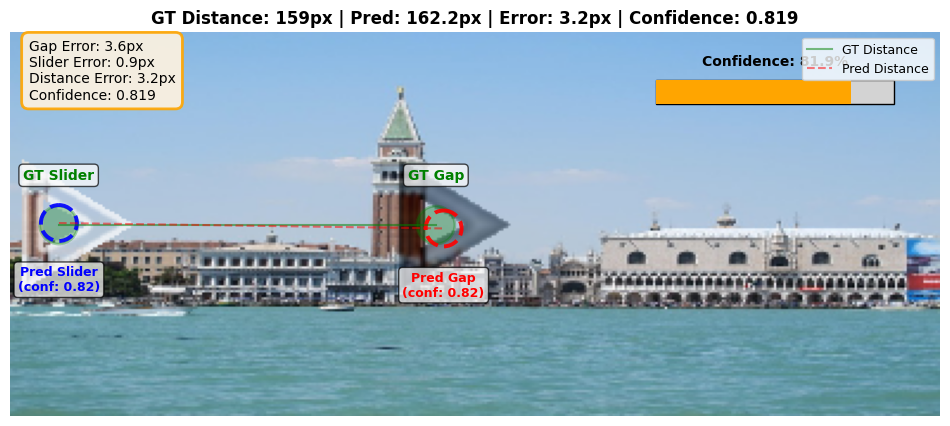 GT Distance: 159px | Pred: 162.2px | Error: 3.2px | Confidence: 0.819
Gap Error: 3.6px
Slider Error: 0.9px
Distance Error: 3.2px
Confidence: 0.819
Confidence: 81.9%
GT Distance
Pred Distance
GT Slider
GT Gap
Pred Slider
(conf: 0.82)
Pred Gap
(conf: 0.82)